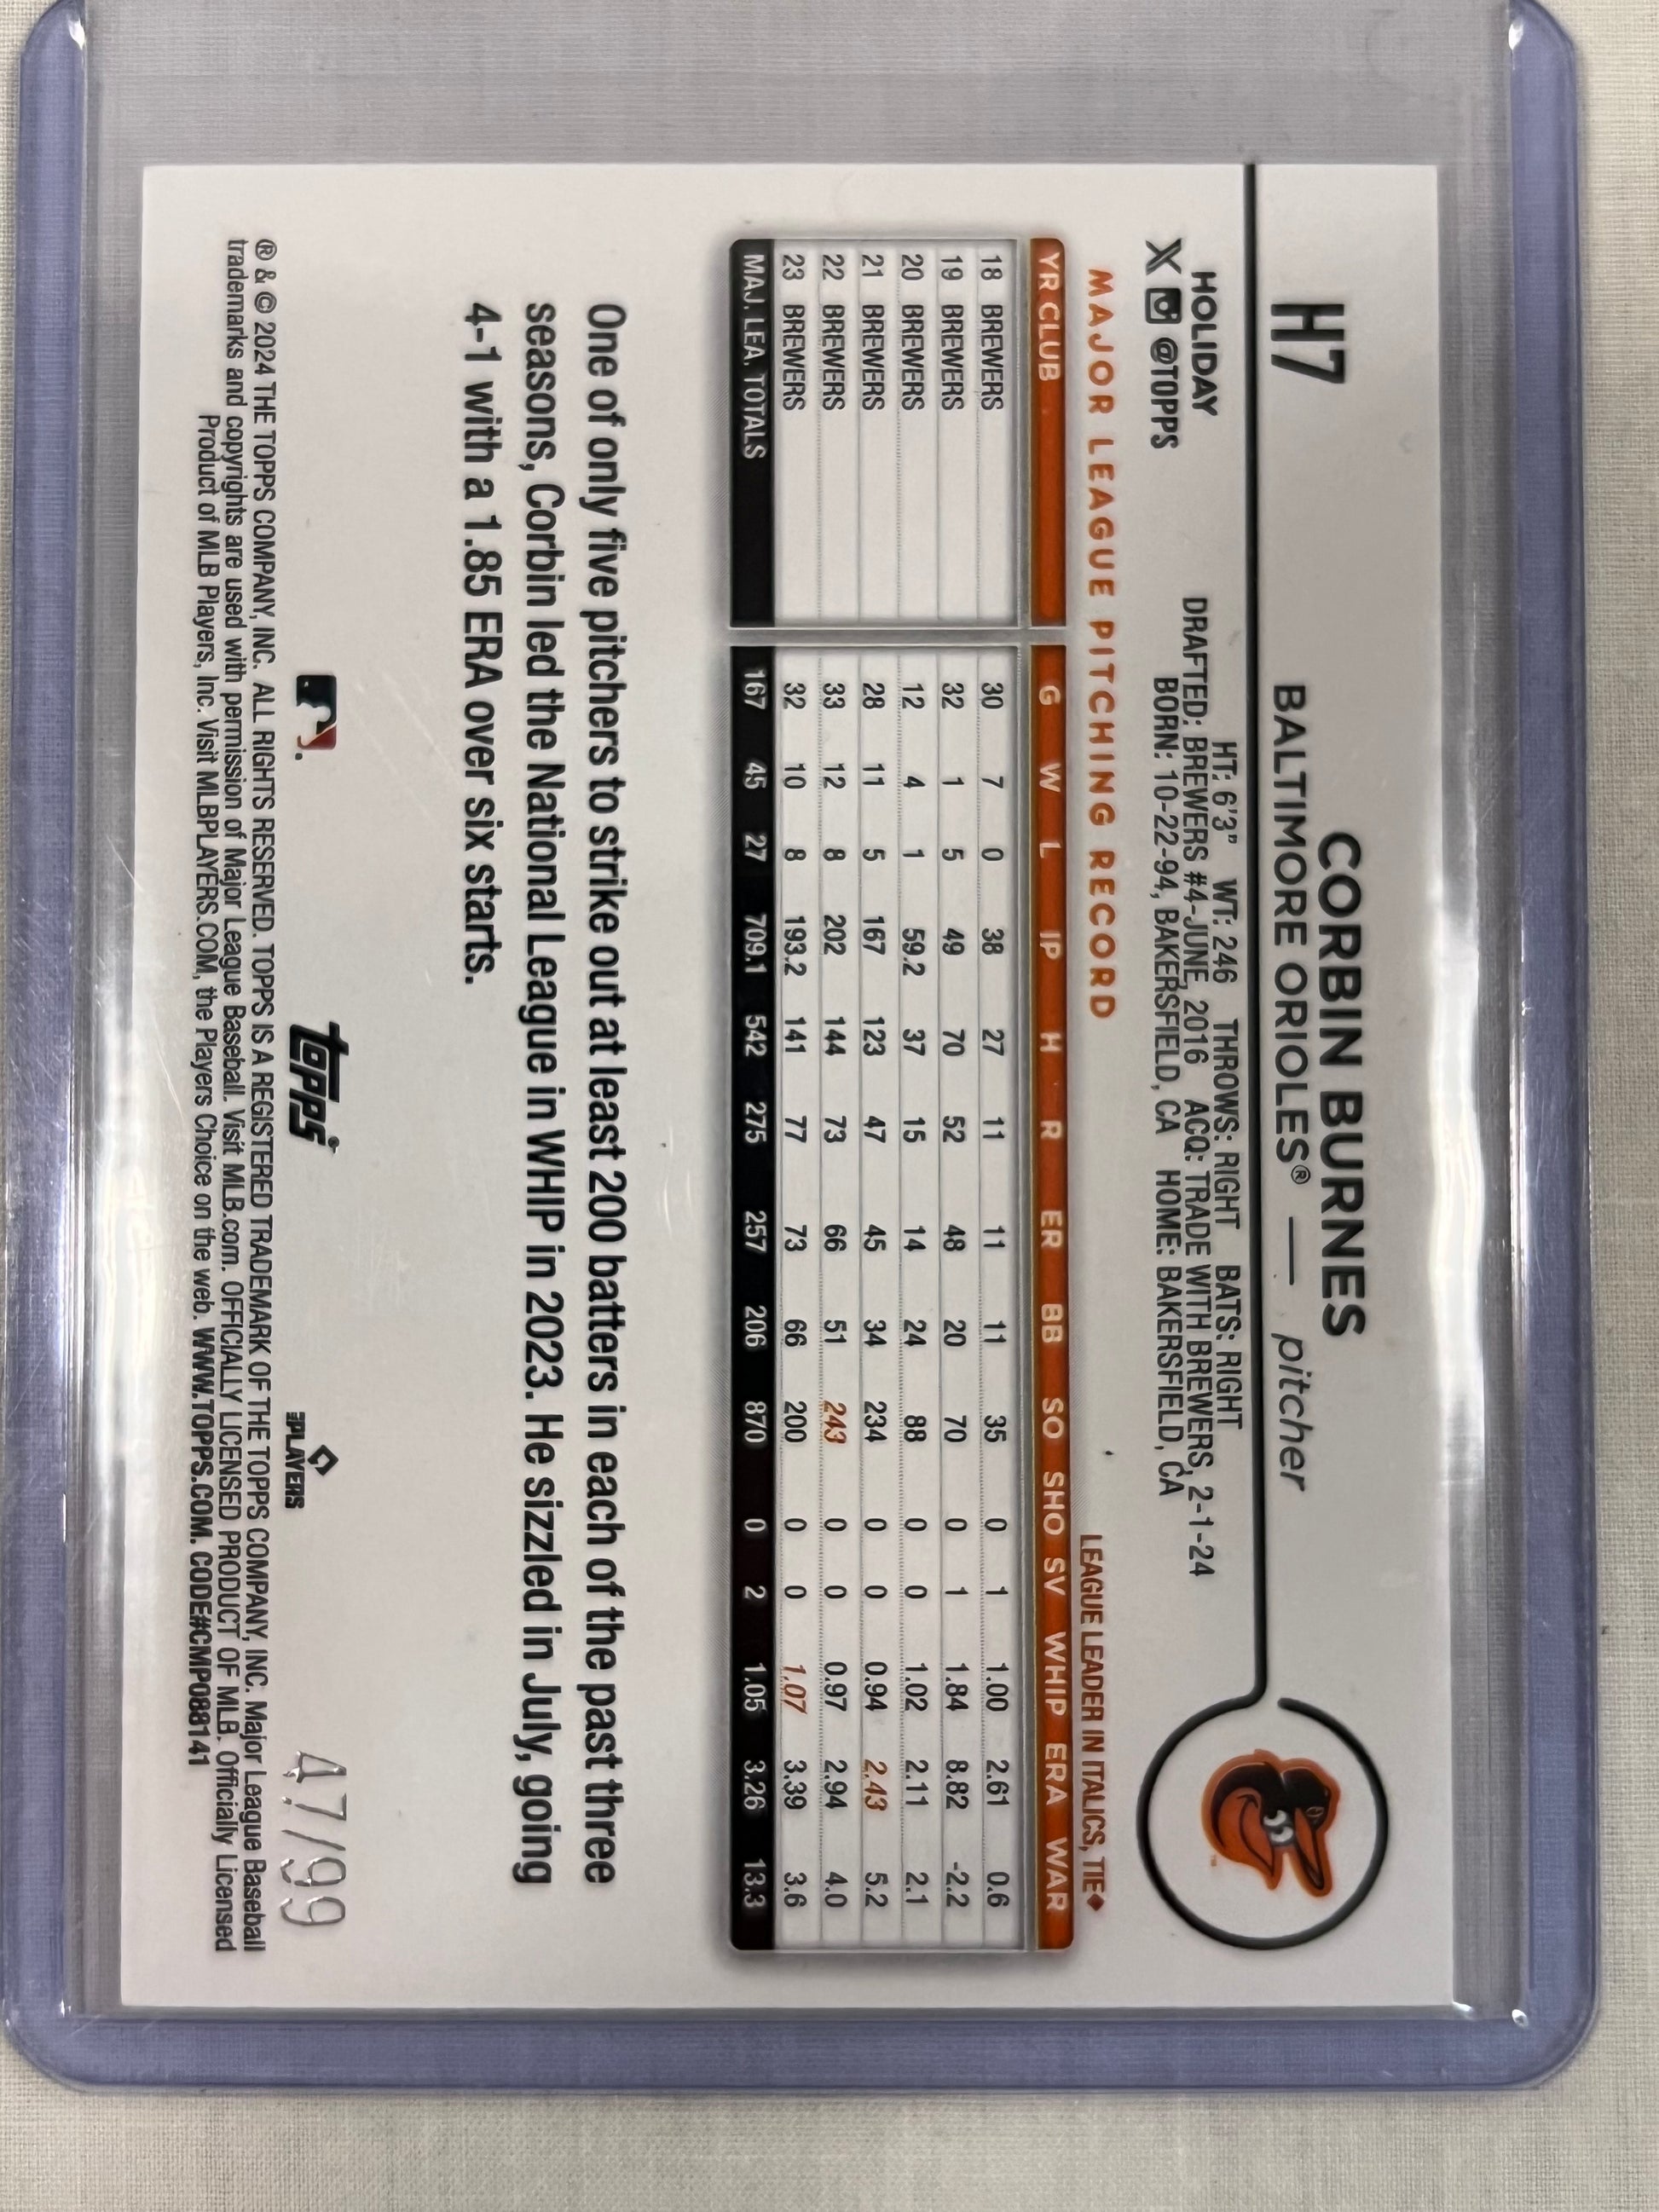 H7
CORBIN BURNES
BALTIMORE ORIOLES® — pitcher
HOLIDAY
X @TOPPS
HT: 6'3" WT: 246 THROWS: RIGHT BATS: RIGHT
DRAFTED: BREWERS #4-JUNE, 2016 ACQ: TRADE WITH BREWERS, 2-1-24
BORN: 10-22-94, BAKERSFIELD, CA HOME: BAKERSFIELD, CA
MAJOR LEAGUE PITCHING RECORD
LEAGUE LEADER IN ITALICS, TIE◆
YR CLUB G W L IP H R ER BB SO SHO SV WHIP ERA WAR
18 BREWERS 30 7 0 38 27 11 11 11 35 0 1 1.00 2.61 0.6
19 BREWERS 32 1 5 49 70 52 48 20 70 0 1 1.84 8.82 -2.2
20 BREWERS 12 4 1 59.2 37 15 14 24 88 0 0 1.02 2.11 2.1
21 BREWERS 28 11 5 167 123 47 45 34 234 0 0 0.94 2.43 5.2
22 BREWERS 33 12 8 202 144 73 66 51 243 0 0 0.97 2.94 4.0
23 BREWERS 32 10 8 193.2 141 77 73 66 200 0 0 1.07 3.39 3.6
MAJ. LEA. TOTALS 167 45 27 709.1 542 275 257 206 870 0 2 1.05 3.26 13.3
One of only five pitchers to strike out at least 200 batters in each of the past three
seasons, Corbin led the National League in WHIP in 2023. He sizzled in July, going
4-1 with a 1.85 ERA over six starts.
topps
PLAYERS
47/99
® & © 2024 THE TOPPS COMPANY, INC. ALL RIGHTS RESERVED. TOPPS IS A REGISTERED TRADEMARK OF THE TOPPS COMPANY, INC. Major League Baseball
trademarks and copyrights are used with permission of Major League Baseball. Visit MLB.com. OFFICIALLY LICENSED PRODUCT OF MLB. Officially Licensed
Product of MLB Players, Inc. Visit MLBPLAYERS.COM, the Players Choice on the web. WWW.TOPPS.COM. CODE#CMP088141